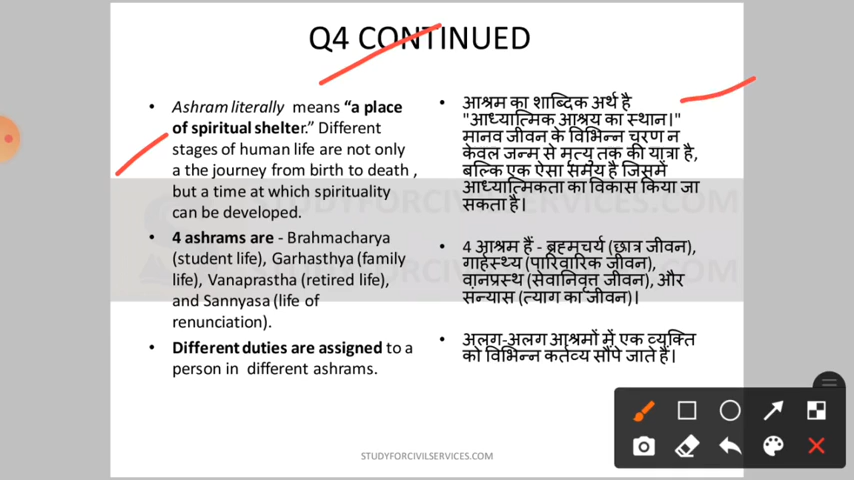 Q4 CONTINUED
• Ashram literally means “a place
of spiritual shelter.” Different
stages of human life are not only
a the journey from birth to death ,
but a time at which spirituality
can be developed.
• 4 ashrams are - Brahmacharya
(student life), Garhasthya (family
life), Vanaprastha (retired life),
and Sannyasa (life of
renunciation).
• Different duties are assigned to a
person in different ashrams.
• आश्रम का शाब्दिक अर्थ है
"आध्यात्मिक आश्रय का स्थान।"
मानव जीवन के विभिन्न चरण न
केवल जन्म से मृत्यु तक की यात्रा है,
बल्कि एक ऐसा समय है जिसमें
आध्यात्मिकता का विकास किया जा
सकता है।
• 4 आश्रम हैं - ब्रह्मचर्य (छात्र जीवन),
गार्हस्थ्य (पारिवारिक जीवन),
वानप्रस्थ (सेवानिवृत्त जीवन), और
संन्यास (त्याग का जीवन)।
• अलग-अलग आश्रमों में एक व्यक्ति
को विभिन्न कर्तव्य सौंपे जाते हैं।
STUDYFORCIVILSERVICES.COM